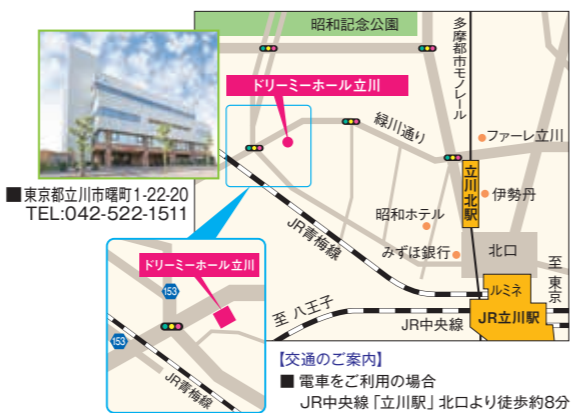 昭和記念公園
多摩都市モノレール
ドリーミーホール立川
緑川通り
ファーレ立川
立川北駅
伊勢丹
■東京都立川市曙町1-22-20
TEL:042-522-1511
昭和ホテル
JR青梅線
みずほ銀行
北口
至東京
ドリーミーホール立川
153
ルミネ
至 八王子
JR立川駅
JR中央線
153
JR青梅線
【交通のご案内】
■ 電車をご利用の場合
JR中央線「立川駅」北口より徒歩約8分